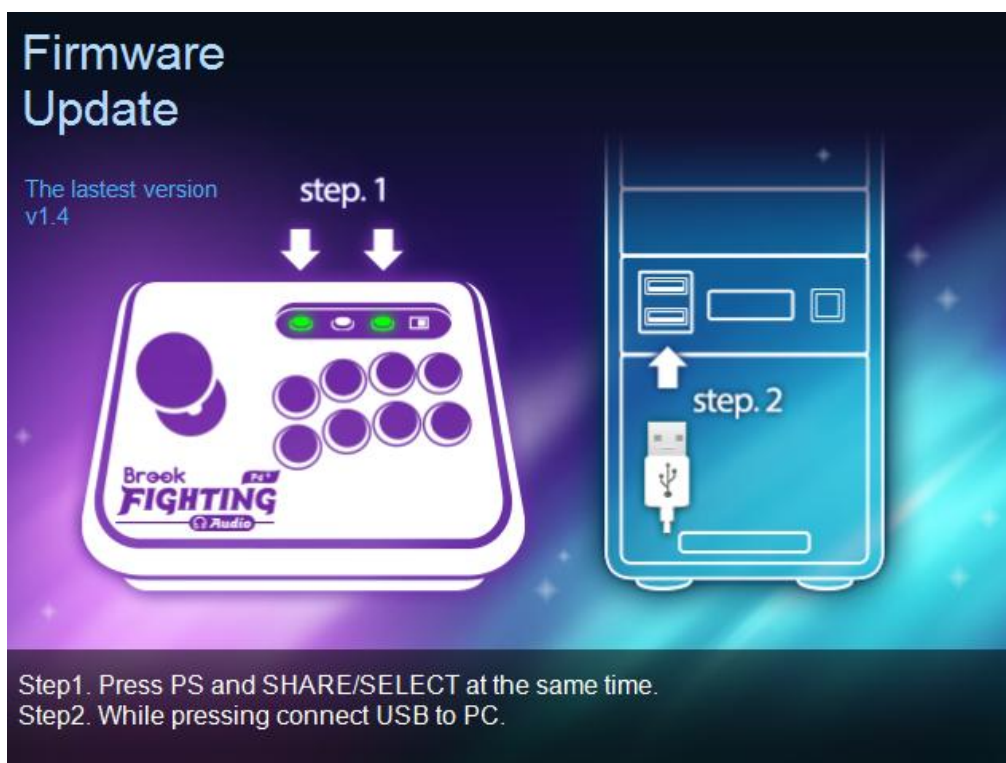 Firmware
Update
The lastest version
v1.4
step. 1
step. 2
Brook
P4+
FIGHTING
Audio
Step1. Press PS and SHARE/SELECT at the same time.
Step2. While pressing connect USB to PC.